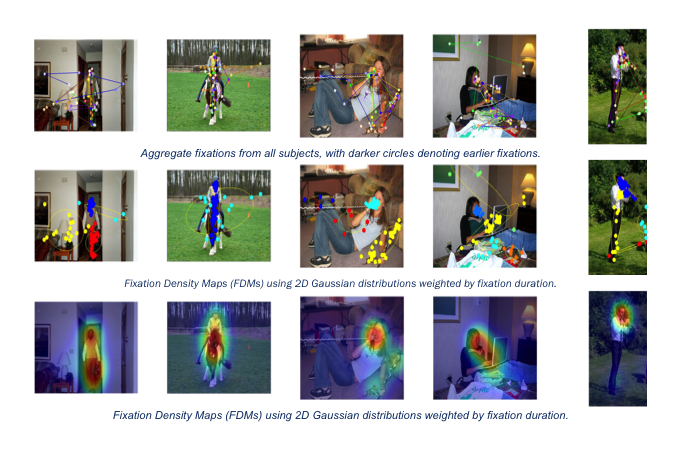 Aggregate fixations from all subjects, with darker circles denoting earlier fixations.
Fixation Density Maps (FDMs) using 2D Gaussian distributions weighted by fixation duration.
Fixation Density Maps (FDMs) using 2D Gaussian distributions weighted by fixation duration.